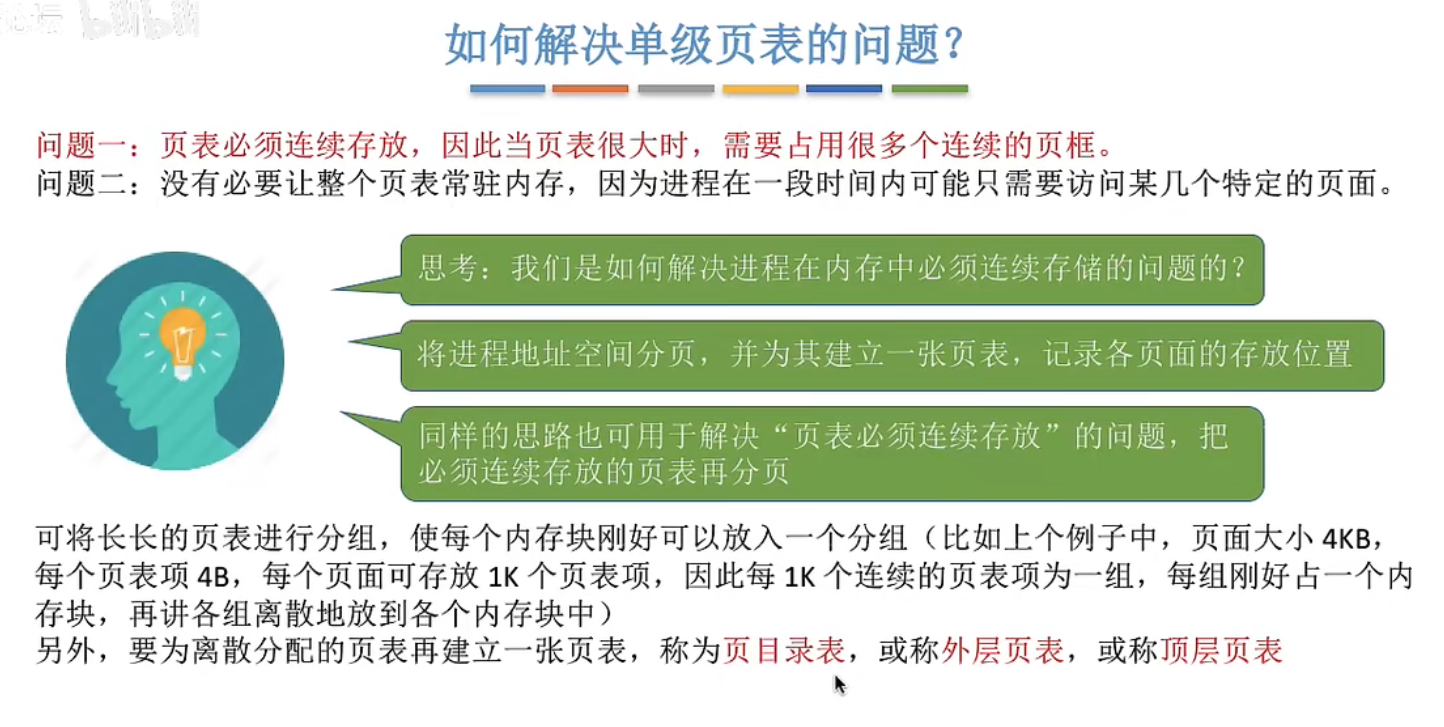 如何解决单级页表的问题？
问题一：页表必须连续存放，因此当页表很大时，需要占用很多个连续的页框。
问题二：没有必要让整个页表常驻内存，因为进程在一段时间内可能只需要访问某几个特定的页面。
思考：我们是如何解决进程在内存中必须连续存储的问题的？
将进程地址空间分页，并为其建立一张页表，记录各页面的存放位置
同样的思路也可用于解决“页表必须连续存放”的问题，把
必须连续存放的页表再分页
可将长长的页表进行分组，使每个内存块刚好可以放入一个分组（比如上个例子中，页面大小 4KB，
每个页表项 4B，每个页面可存放 1K 个页表项，因此每 1K 个连续的页表项为一组，每组刚好占一个内
存块，再讲各组离散地放到各个内存块中）
另外，要为离散分配的页表再建立一张页表，称为页目录表，或称外层页表，或称顶层页表